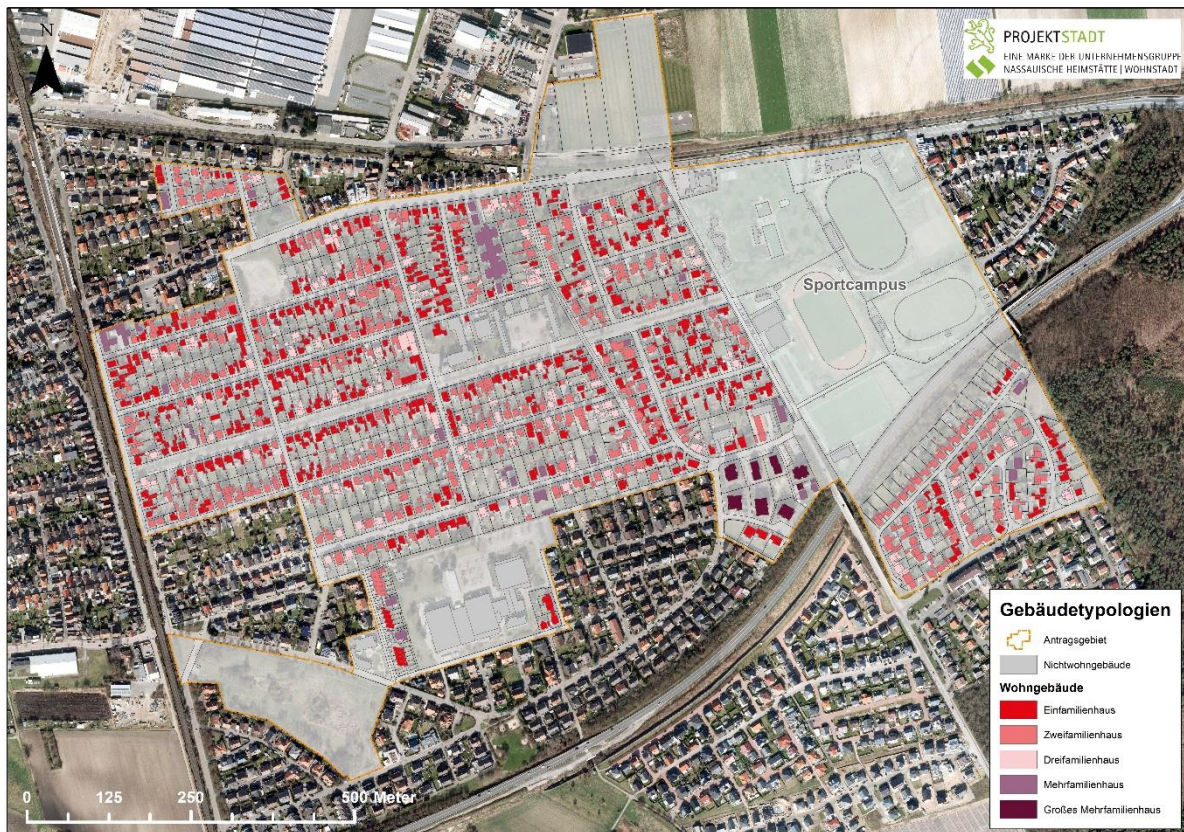 N
PROJEKTSTADT
EINE MARKE DER UNTERNEHMENSGRUPPE
NASSAUISCHE HEIMSTÄTTE | WOHNSTADT
Sportcampus
Gebäudetypologien
Antragsgebiet
Nichtwohngebäude
Wohngebäude
Einfamilienhaus
Zweifamilienhaus
Dreifamilienhaus
Mehrfamilienhaus
Großes Mehrfamilienhaus
0 125 250 500 Meter